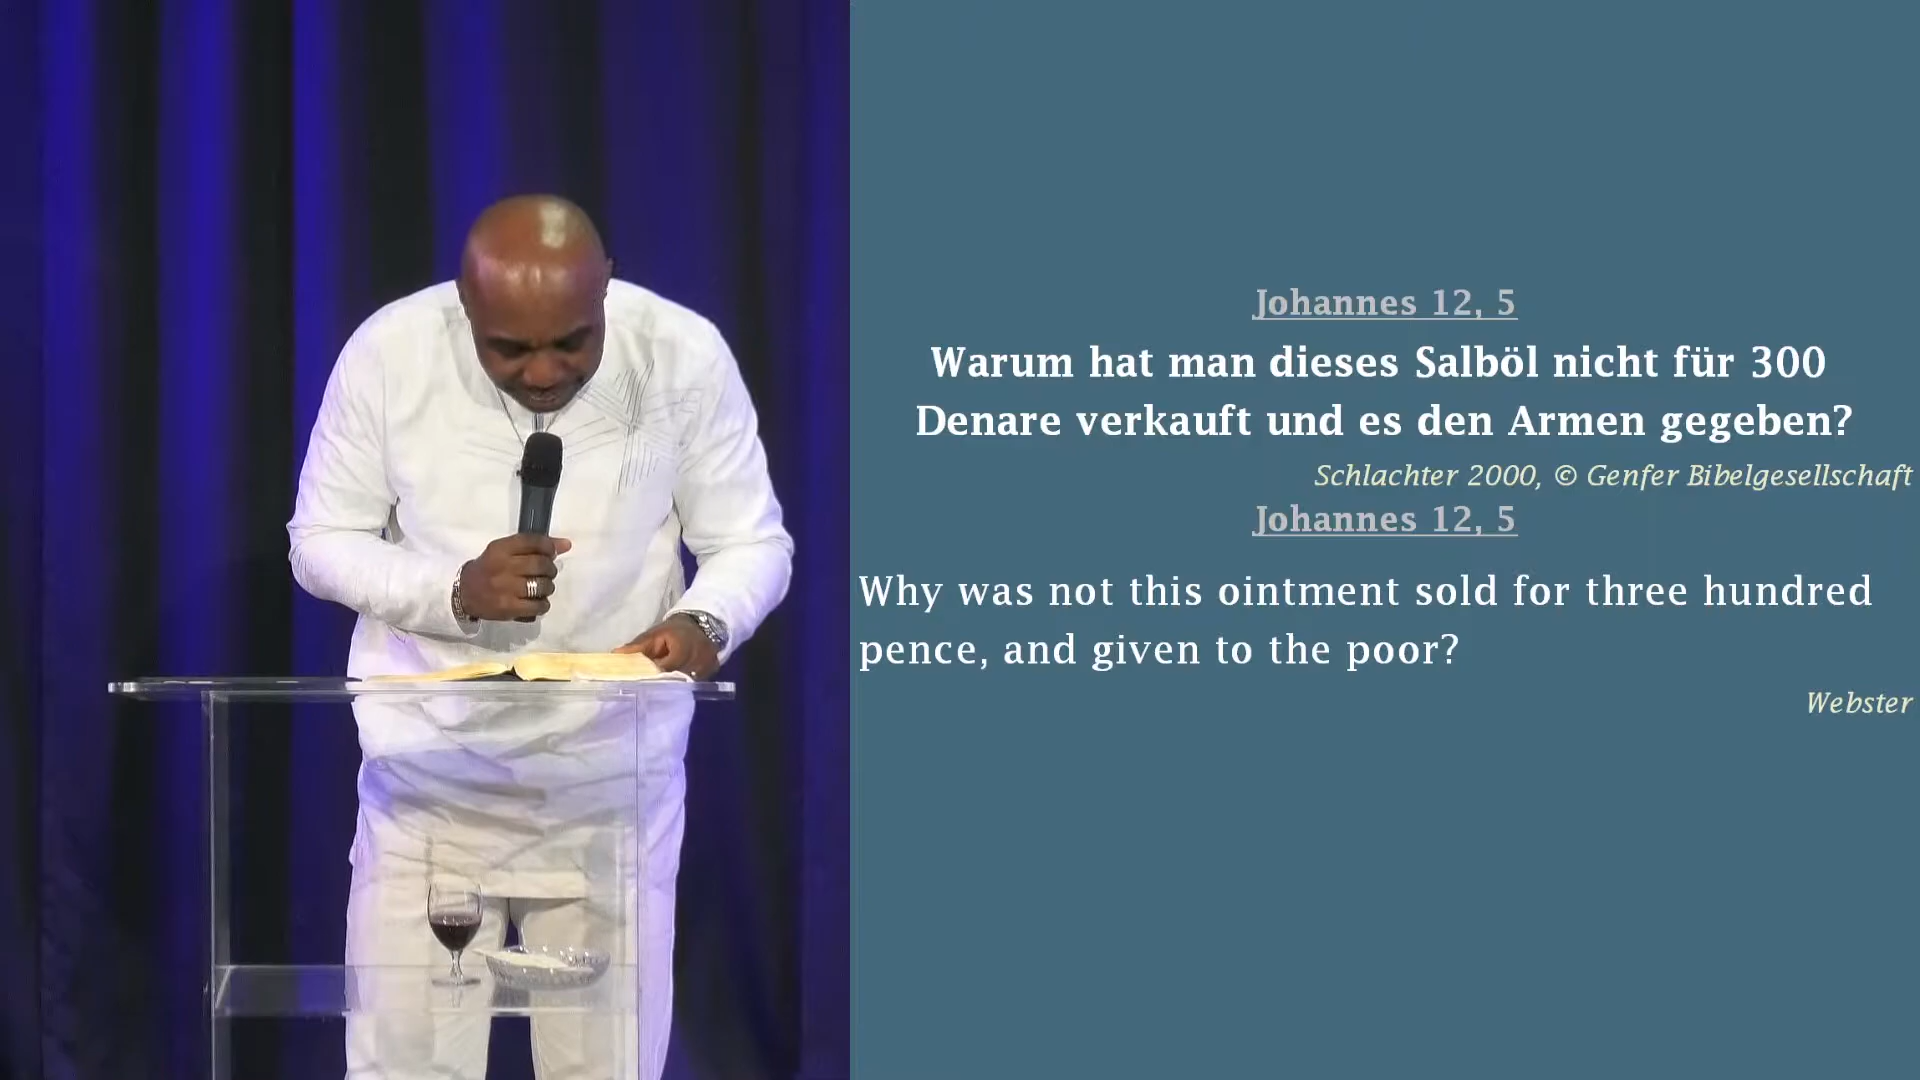 Johannes 12, 5
Warum hat man dieses Salböl nicht für 300
Denare verkauft und es den Armen gegeben?
Schlachter 2000, © Genfer Bibelgesellschaft
Johannes 12, 5
Why was not this ointment sold for three hundred
pence, and given to the poor?
Webster